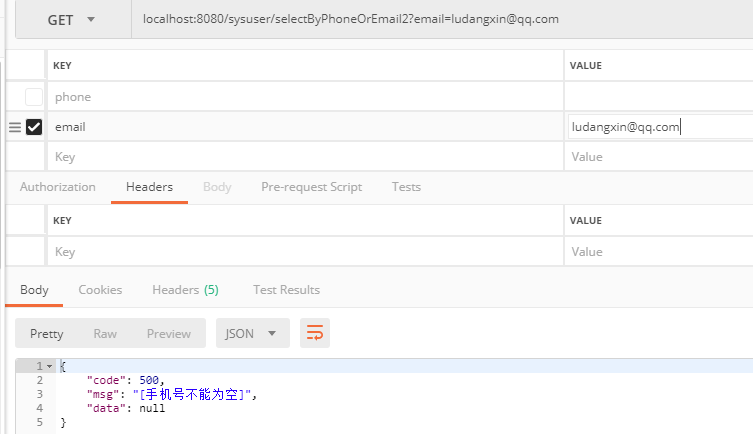 GET localhost:8080/sysuser/selectByPhoneOrEmail2?email=ludangxin@qq.com
KEY VALUE
phone
email ludangxin@qq.com
Key Value
Authorization Headers Body Pre-request Script Tests
KEY VALUE
Key Value
Body Cookies Headers (5) Test Results
Pretty Raw Preview JSON
1 {
2 "code": 500,
3 "msg": "[手机号不能为空]",
4 "data": null
5 }